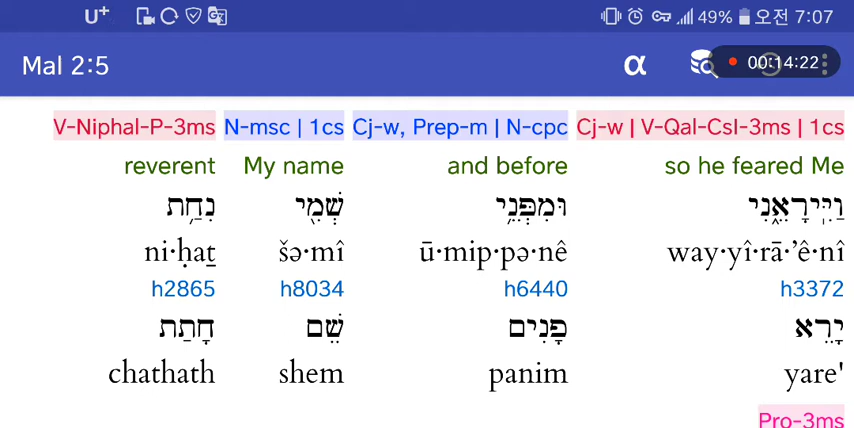 U+ 49% 오전 7:07
Mal 2:5 α 00:14:22
V-Niphal-P-3ms N-msc | 1cs Cj-w, Prep-m | N-cpc Cj-w | V-Qal-CsI-3ms | 1cs
reverent My name and before so he feared Me
נִחַ֥ת שְׁמִ֖י וּמִפְּנֵ֥י וַיִּֽירָאֵ֑נִי
ni·ḥaṯ šə·mî ū·mip·pə·nê way·yî·rā·’ê·nî
h2865 h8034 h6440 h3372
חָתַת שֵׁם פָּנִים יָרֵא
chathath shem panim yare'
Pro-3ms